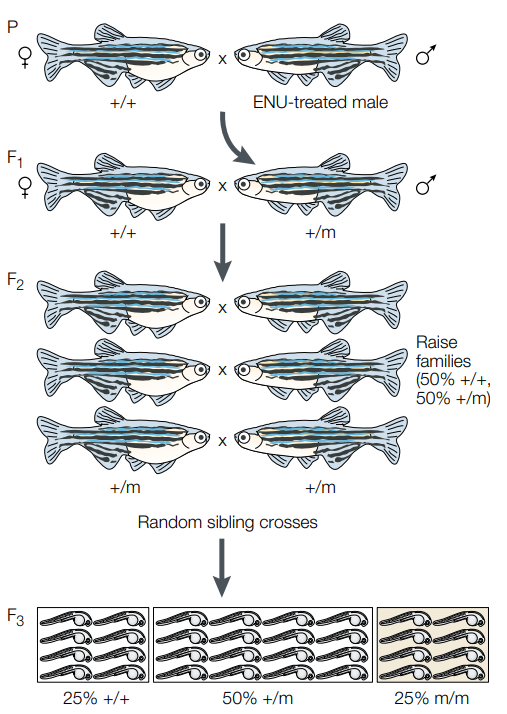 P
♀ x ♂
+/+ ENU-treated male
F1
♀ x ♂
+/+ +/m
F2
x
x
Raise
families
(50% +/+,
50% +/m)
x
+/m +/m
Random sibling crosses
F3
25% +/+ 50% +/m 25% m/m